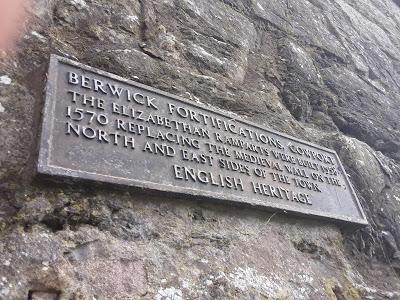 BERWICK FORTIFICATIONS, COWPORT
THE ELIZABETHAN RAMPARTS WERE BUILT 1558-
1570 REPLACING THE MEDIEVAL WALL ON THE
NORTH AND EAST SIDES OF THE TOWN
ENGLISH HERITAGE